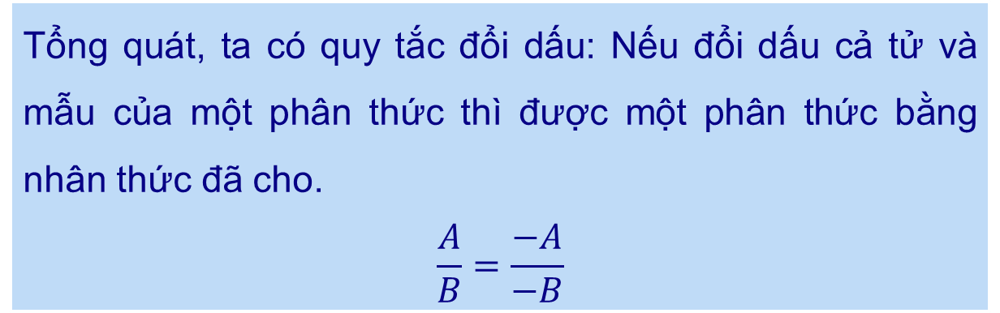 Tổng quát, ta có quy tắc đổi dấu: Nếu đổi dấu cả tử và
mẫu của một phân thức thì được một phân thức bằng
nhân thức đã cho.
A/B = -A/-B